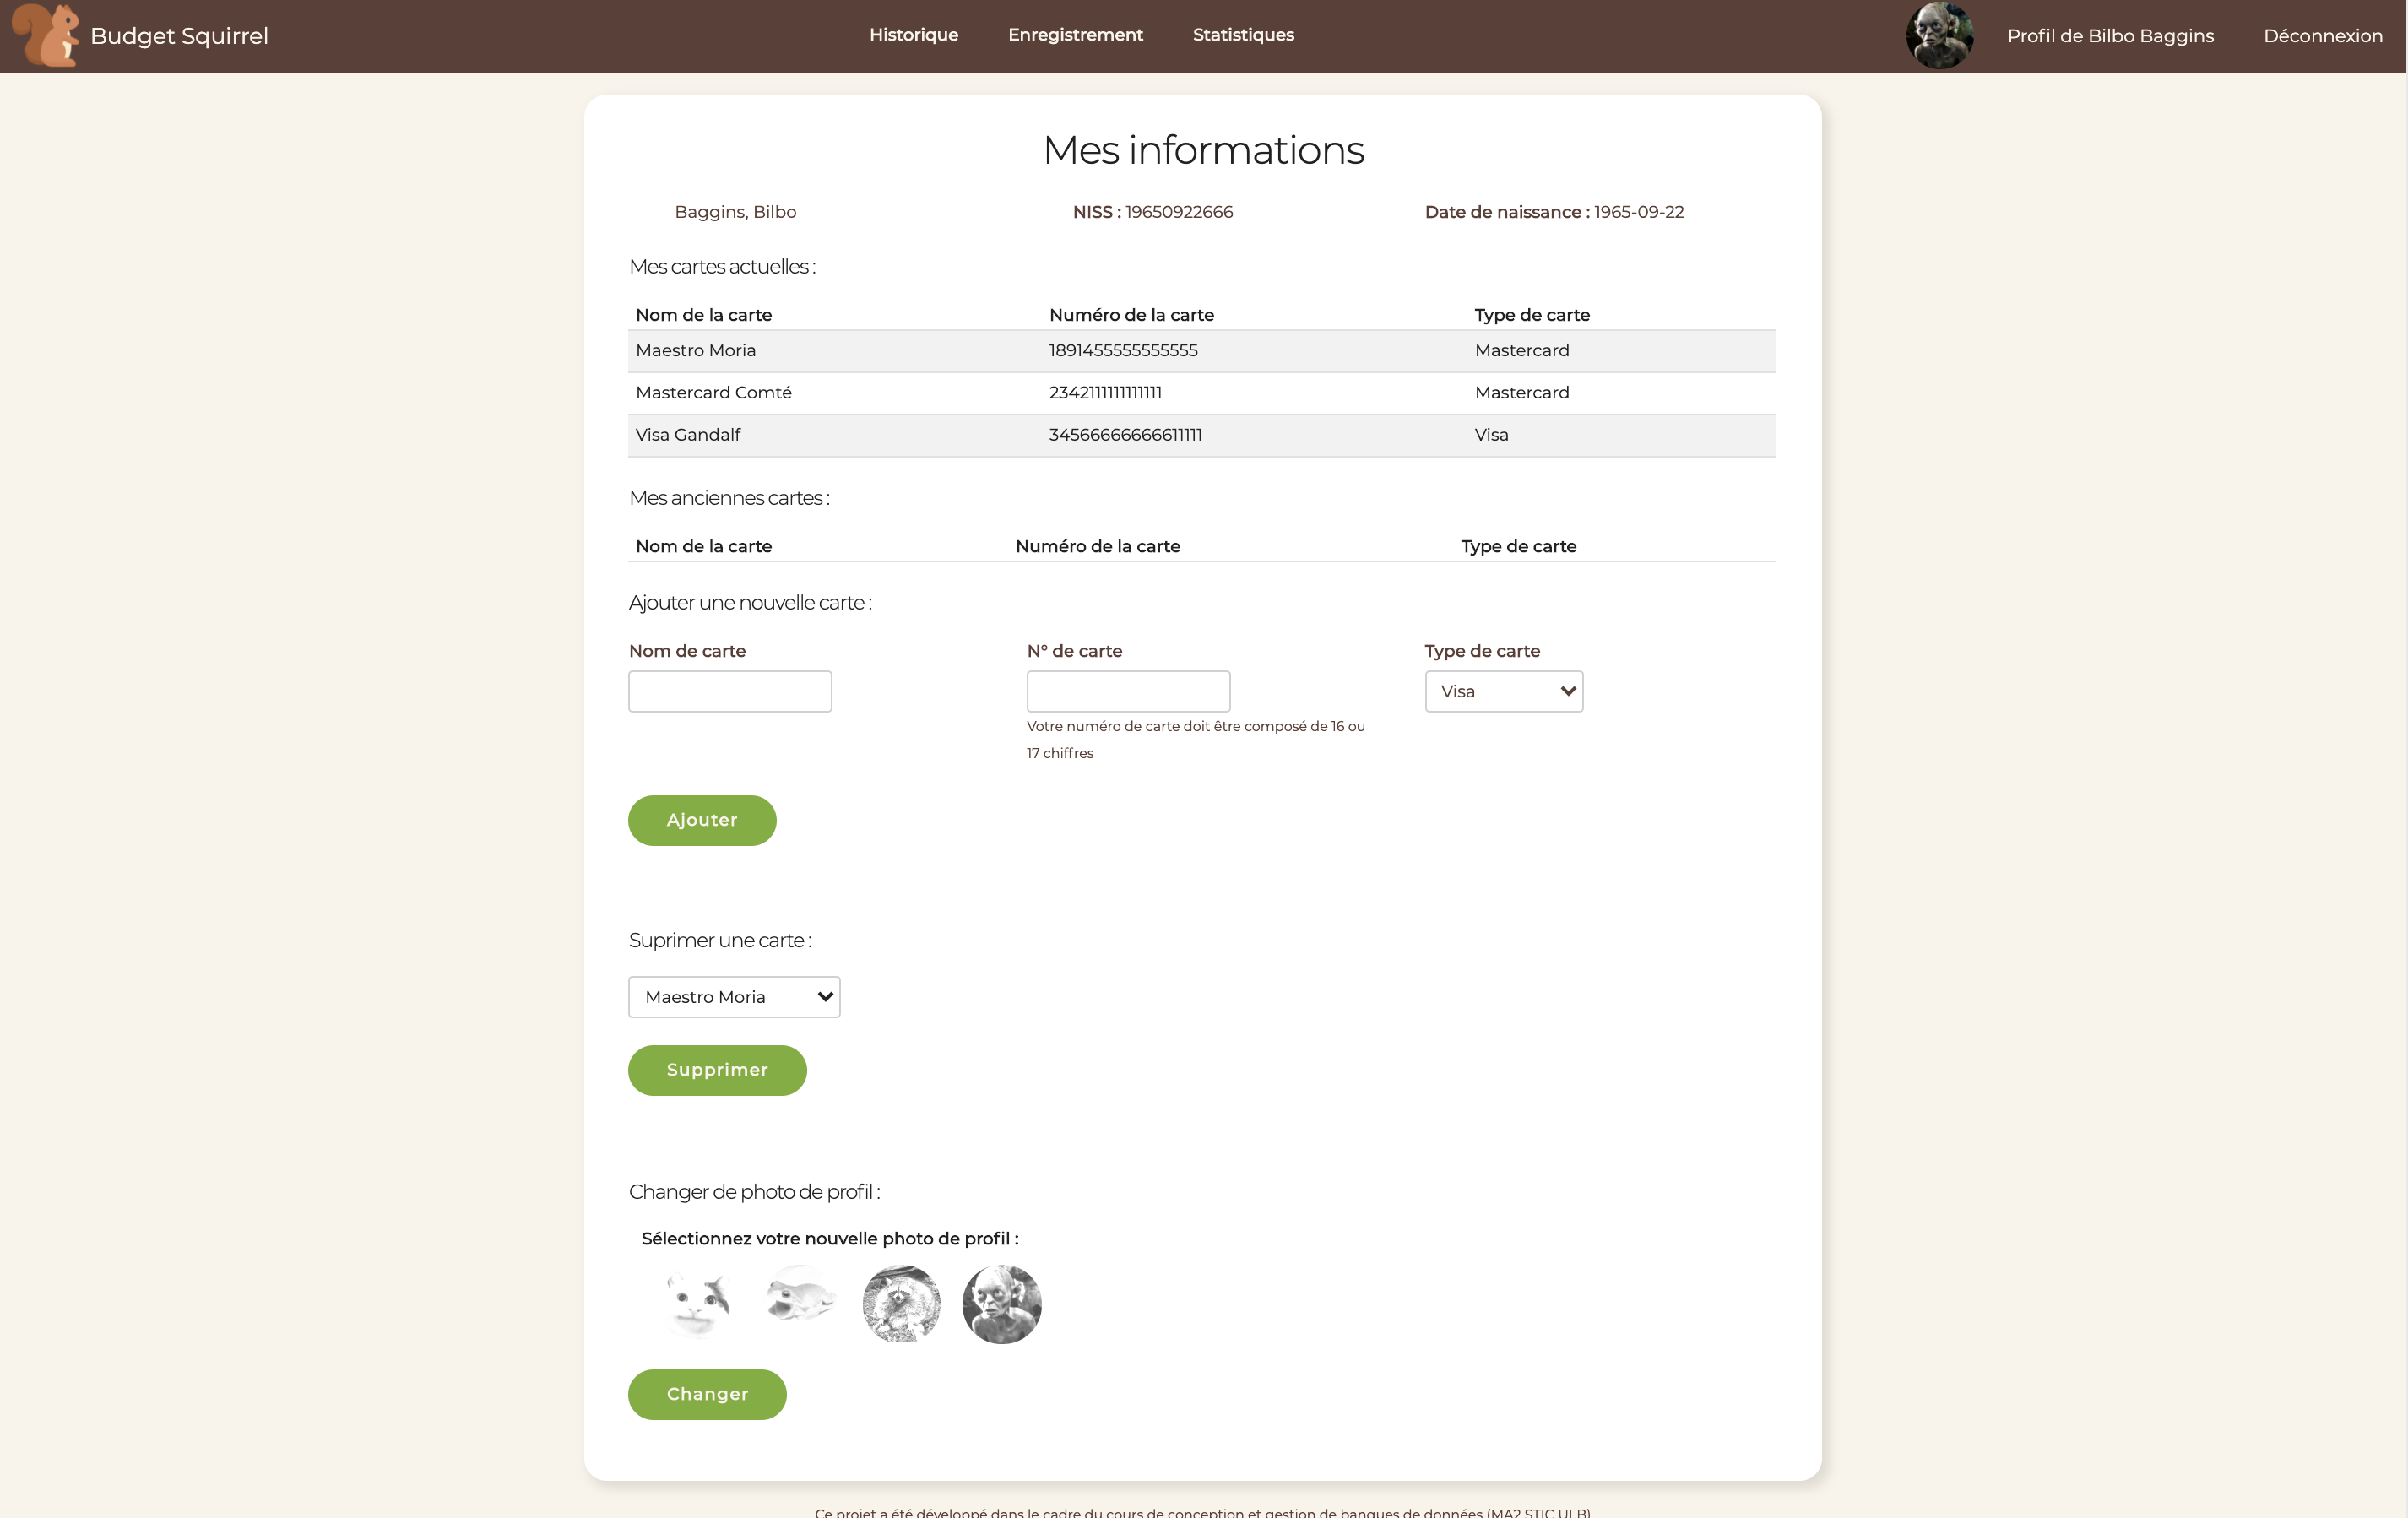 Budget Squirrel
Historique
Enregistrement
Statistiques
Profil de Bilbo Baggins
Déconnexion
Mes informations
Baggins, Bilbo
NISS : 19650922666
Date de naissance : 1965-09-22
Mes cartes actuelles :
Nom de la carte Numéro de la carte Type de carte
Maestro Moria 1891455555555555 Mastercard
Mastercard Comté 2342111111111111 Mastercard
Visa Gandalf 34566666666611111 Visa
Mes anciennes cartes :
Nom de la carte Numéro de la carte Type de carte
Ajouter une nouvelle carte :
Nom de carte
N° de carte
Type de carte
Visa
Votre numéro de carte doit être composé de 16 ou
17 chiffres
Ajouter
Suprimer une carte :
Maestro Moria
Supprimer
Changer de photo de profil :
Sélectionnez votre nouvelle photo de profil :
Changer
Ce projet a été développé dans le cadre du cours de conception et gestion de banques de données (MA2 STIC ULB)